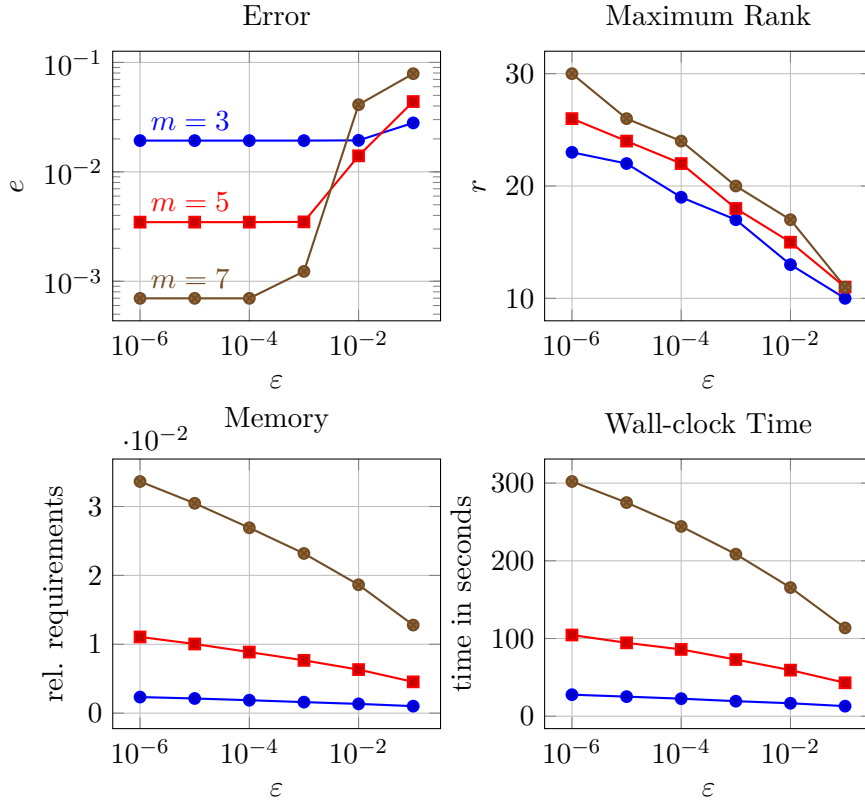 Error
10^{-1}
10^{-2}
10^{-3}
e
m = 3
m = 5
m = 7
10^{-6}
10^{-4}
10^{-2}
ε
Maximum Rank
30
20
10
r
10^{-6}
10^{-4}
10^{-2}
ε
Memory
·10^{-2}
3
2
1
0
rel. requirements
10^{-6}
10^{-4}
10^{-2}
ε
Wall-clock Time
300
200
100
0
time in seconds
10^{-6}
10^{-4}
10^{-2}
ε